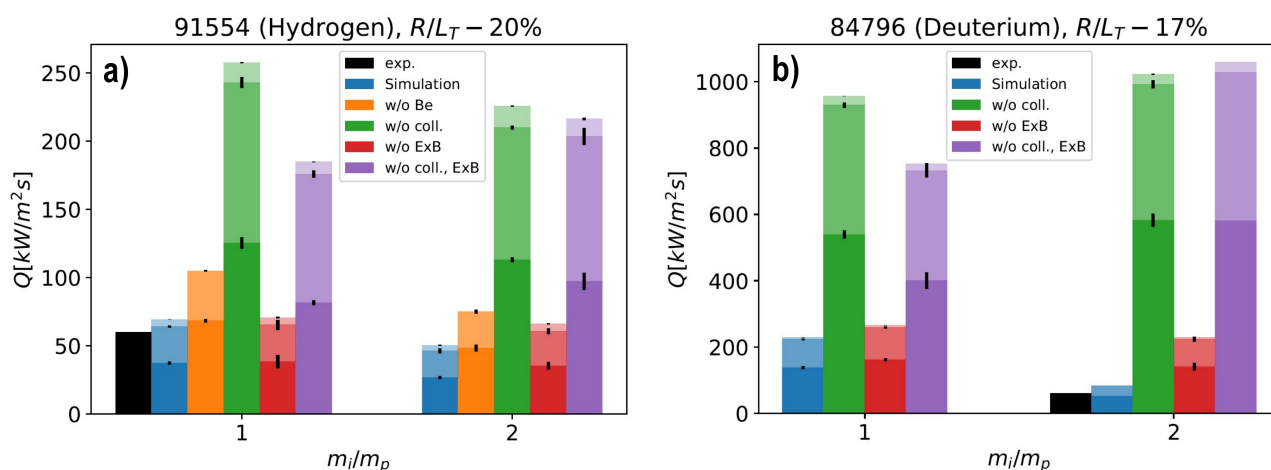 91554 (Hydrogen), R/L_T − 20%
a)
exp.
Simulation
w/o Be
w/o coll.
w/o ExB
w/o coll., ExB
250
200
150
100
50
0
Q[kW/m²s]
1
2
m_i/m_p
84796 (Deuterium), R/L_T − 17%
b)
exp.
Simulation
w/o coll.
w/o ExB
w/o coll., ExB
1000
800
600
400
200
0
Q[kW/m²s]
1
2
m_i/m_p